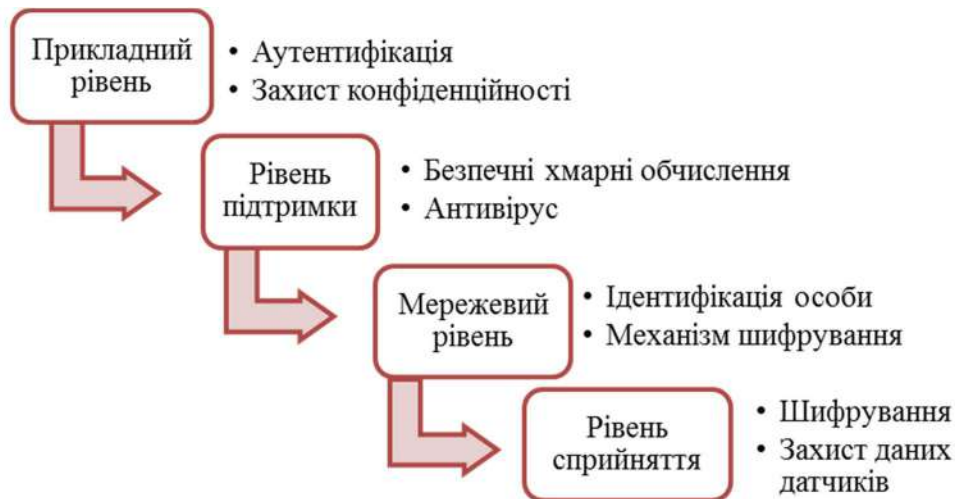 Прикладний
рівень
• Аутентифікація
• Захист конфіденційності
Рівень
підтримки
• Безпечні хмарні обчислення
• Антивірус
Мережевий
рівень
• Ідентифікація особи
• Механізм шифрування
Рівень
сприйняття
• Шифрування
• Захист даних
датчиків